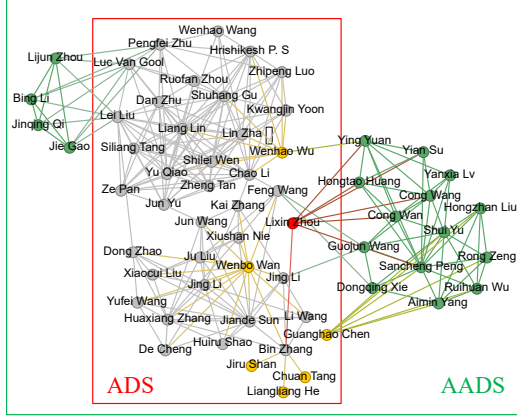 Wenhao Wang
Pengfei Zhu
Hrishikesh P. S
Lijun Zhou
Luc Van Gool
Zhipeng Luo
Ruofan Zhou
Bing Li
Dan Zhu
Shuhang Gu
Kwangjin Yoon
Lei Liu
Jinqing Qi
Liang Lin
Lin Zha
Ying Yuan
Jie Gao
Siliang Tang
Wenhao Wu
Yian Su
Shilei Wen
Yu Qiao
Chao Li
Yanxia Lv
Hongtao Huang
Zheng Tan
Ze Pan
Feng Wang
Cong Wang
Jun Yu
Kai Zhang
Hongzhan Liu
Jun Wang
Lixin Zhou
Cong Wan
Shui Yu
Xiushan Nie
Dong Zhao
Guojun Wang
Ju Liu
Rong Zeng
Xiaocui Liu
Wenbo Wan
Sancheng Peng
Jing Li
Jing Li
Dongqing Xie
Ruihuan Wu
Yufei Wang
Aimin Yang
Huaxiang Zhang
Jiande Sun
Li Wang
Guanghao Chen
De Cheng
Huiru Shao
Bin Zhang
Jiru Shan
Chuan Tang
Liangliang He
ADS
AADS